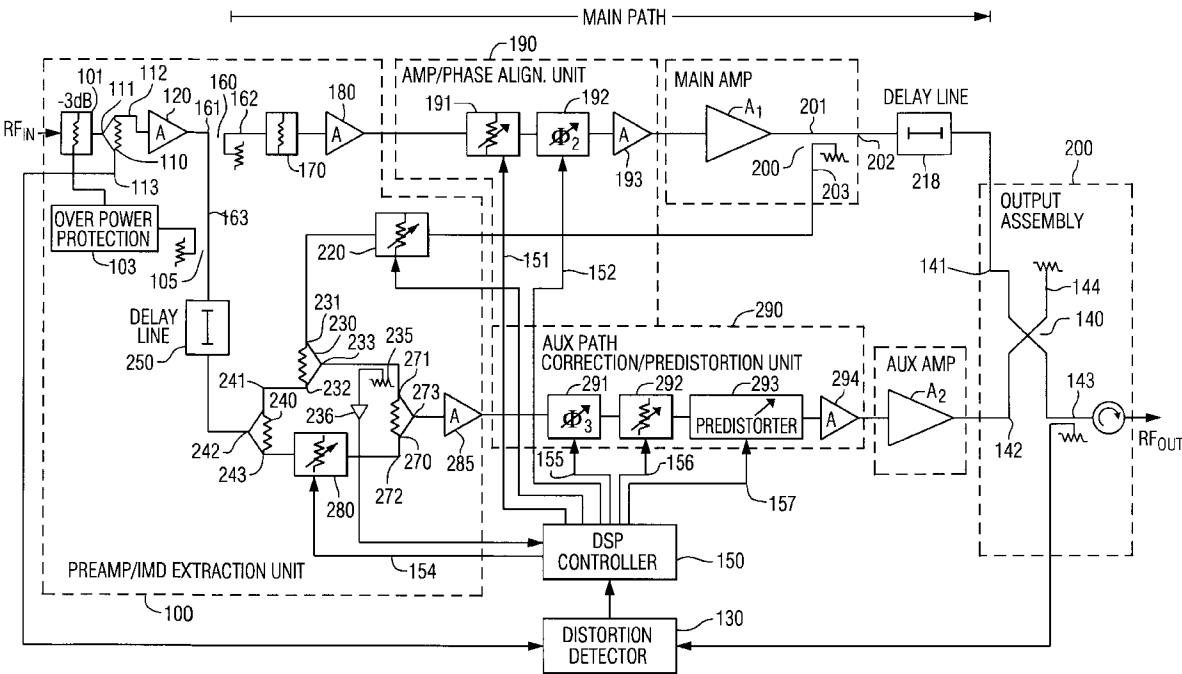 MAIN PATH
190
100
101
-3dB
111
112
120
161
160
162
180
AMP/PHASE ALIGN. UNIT
191
192
MAIN AMP
A1
201
DELAY LINE
RFIN
A
A
Φ2
A
110
170
193
200
202
218
113
203
200
OUTPUT
ASSEMBLY
OVER POWER
PROTECTION
163
103
105
220
151
152
141
144
140
DELAY
LINE
250
231
230
233
235
271
273
290
AUX PATH
CORRECTION/PREDISTORTION UNIT
AUX AMP
241
240
232
236
291
292
293
294
A2
143
A
Φ3
PREDISTORTER
A
RFOUT
242
243
280
270
272
285
155
156
157
142
DSP
CONTROLLER
150
154
PREAMP/IMD EXTRACTION UNIT
100
130
DISTORTION
DETECTOR